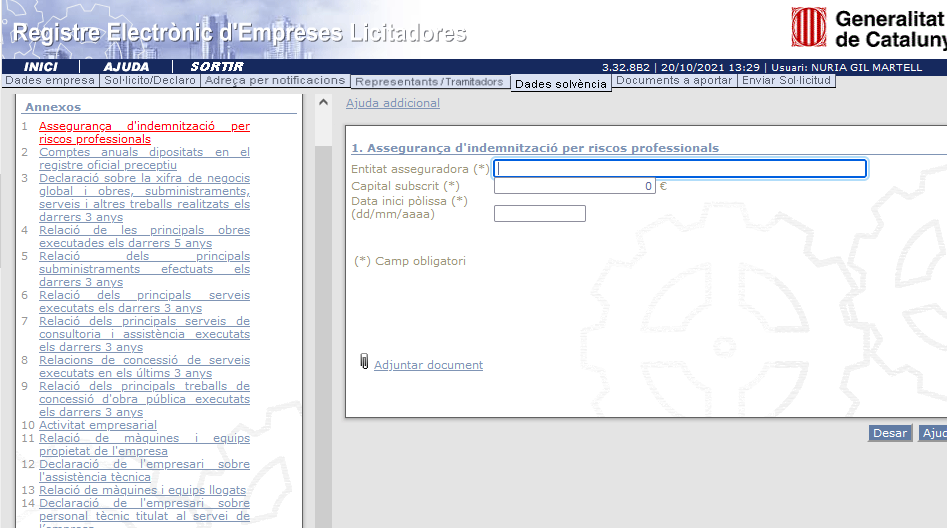 Registre Electrònic d'Empreses Licitadores
Generalitat
de Cataluny
INICI AJUDA SORTIR
3.32.8B2 | 20/10/2021 13:29 | Usuari: NURIA GIL MARTELL
Dades empresa Sol·licito/Declaro Adreça per notificacions Representants/Tramitadors Dades solvència Documents a aportar Enviar Sol·licitud
Annexos
1 Assegurança d'indemnització per
riscos professionals
2 Comptes anuals dipositats en el
registre oficial preceptiu
3 Declaració sobre la xifra de negocis
global i obres, subministraments,
serveis i altres treballs realitzats els
darrers 3 anys
4 Relació de les principals obres
executades els darrers 5 anys
5 Relació dels principals
subministraments efectuats els
darrers 3 anys
6 Relació dels principals serveis
executats els darrers 3 anys
7 Relació dels principals serveis de
consultoria i assistència executats
els darrers 3 anys
8 Relacions de concessió de serveis
executats en els últims 3 anys
9 Relació dels principals treballs de
concessió d'obra pública executats
els darrers 3 anys
10 Activitat empresarial
11 Relació de màquines i equips
propietat de l'empresa
12 Declaració de l'empresari sobre
l'assistència tècnica
13 Relació de màquines i equips llogats
14 Declaració de l'empresari sobre
personal tècnic titulat al servei de
l'empresa
Ajuda addicional
1. Assegurança d'indemnització per riscos professionals
Entitat asseguradora (*)
Capital subscrit (*) 0 €
Data inici pòlissa (*)
(dd/mm/aaaa)
(*) Camp obligatori
Adjuntar document
Desar Ajud